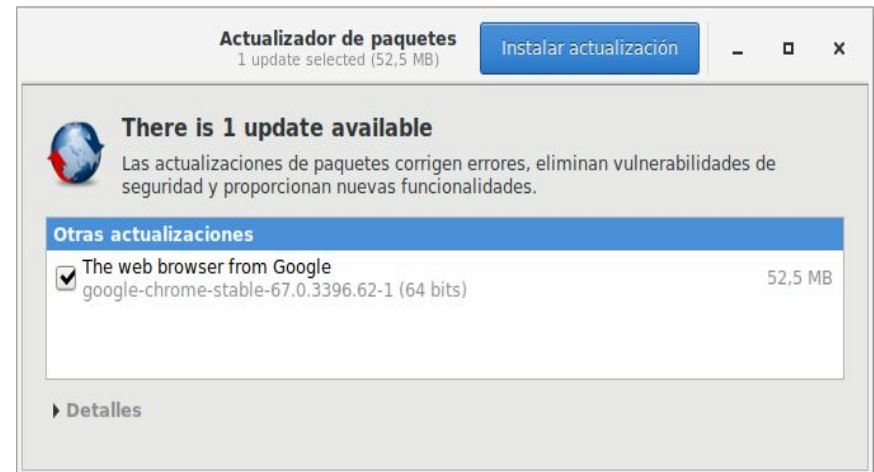 Actualizador de paquetes
1 update selected (52,5 MB)
Instalar actualización
There is 1 update available
Las actualizaciones de paquetes corrigen errores, eliminan vulnerabilidades de
seguridad y proporcionan nuevas funcionalidades.
Otras actualizaciones
The web browser from Google
google-chrome-stable-67.0.3396.62-1 (64 bits)
52,5 MB
Detalles